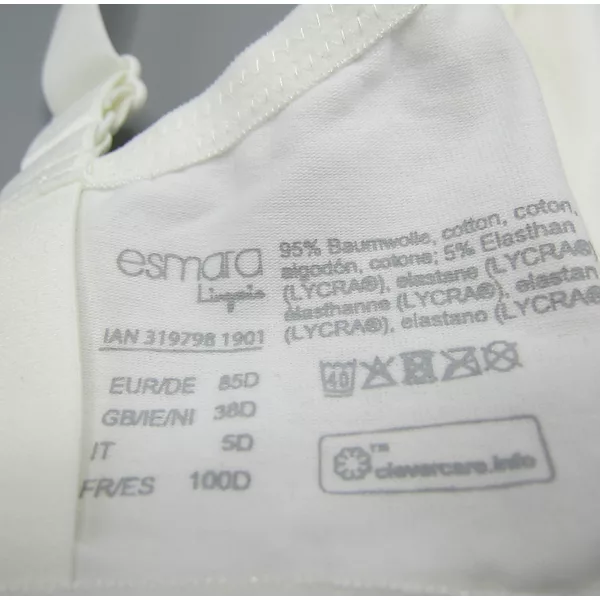 esmara
Lingerie
IAN 319798 1901
EUR/DE 85D
GB/IE/NI 38D
IT 5D
FR/ES 100D
95% Baumwolle, cotton, coton,
algodón, cotone; 5% Elasthan
(LYCRA®), elastane (LYCRA®)
élasthanne (LYCRA®), elastan
(LYCRA®), elastano (LYCRA®)
40
™
clevercare.info